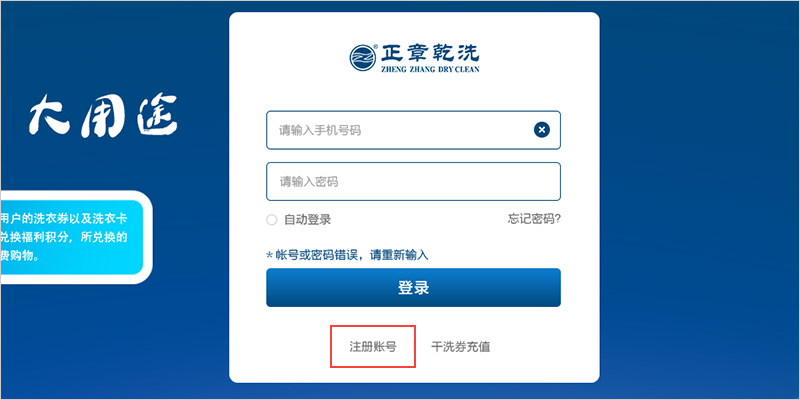 正章乾洗
ZHENG ZHANG DRY CLEAN
大用途
请输入手机号码
请输入密码
自动登录
忘记密码?
用户的洗衣券以及洗衣卡
兑换福利积分，所兑换的
费购物。
*帐号或密码错误，请重新输入
登录
注册账号
干洗券充值